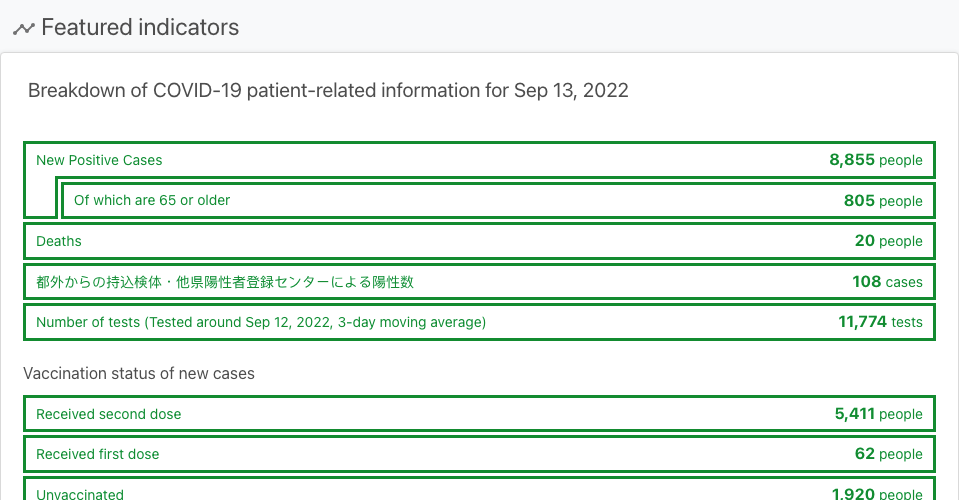 Featured indicators
Breakdown of COVID-19 patient-related information for Sep 13, 2022
New Positive Cases 8,855 people
Of which are 65 or older 805 people
Deaths 20 people
都外からの持込検体・他県陽性者登録センターによる陽性数 108 cases
Number of tests (Tested around Sep 12, 2022, 3-day moving average) 11,774 tests
Vaccination status of new cases
Received second dose 5,411 people
Received first dose 62 people
Unvaccinated 1,920 people